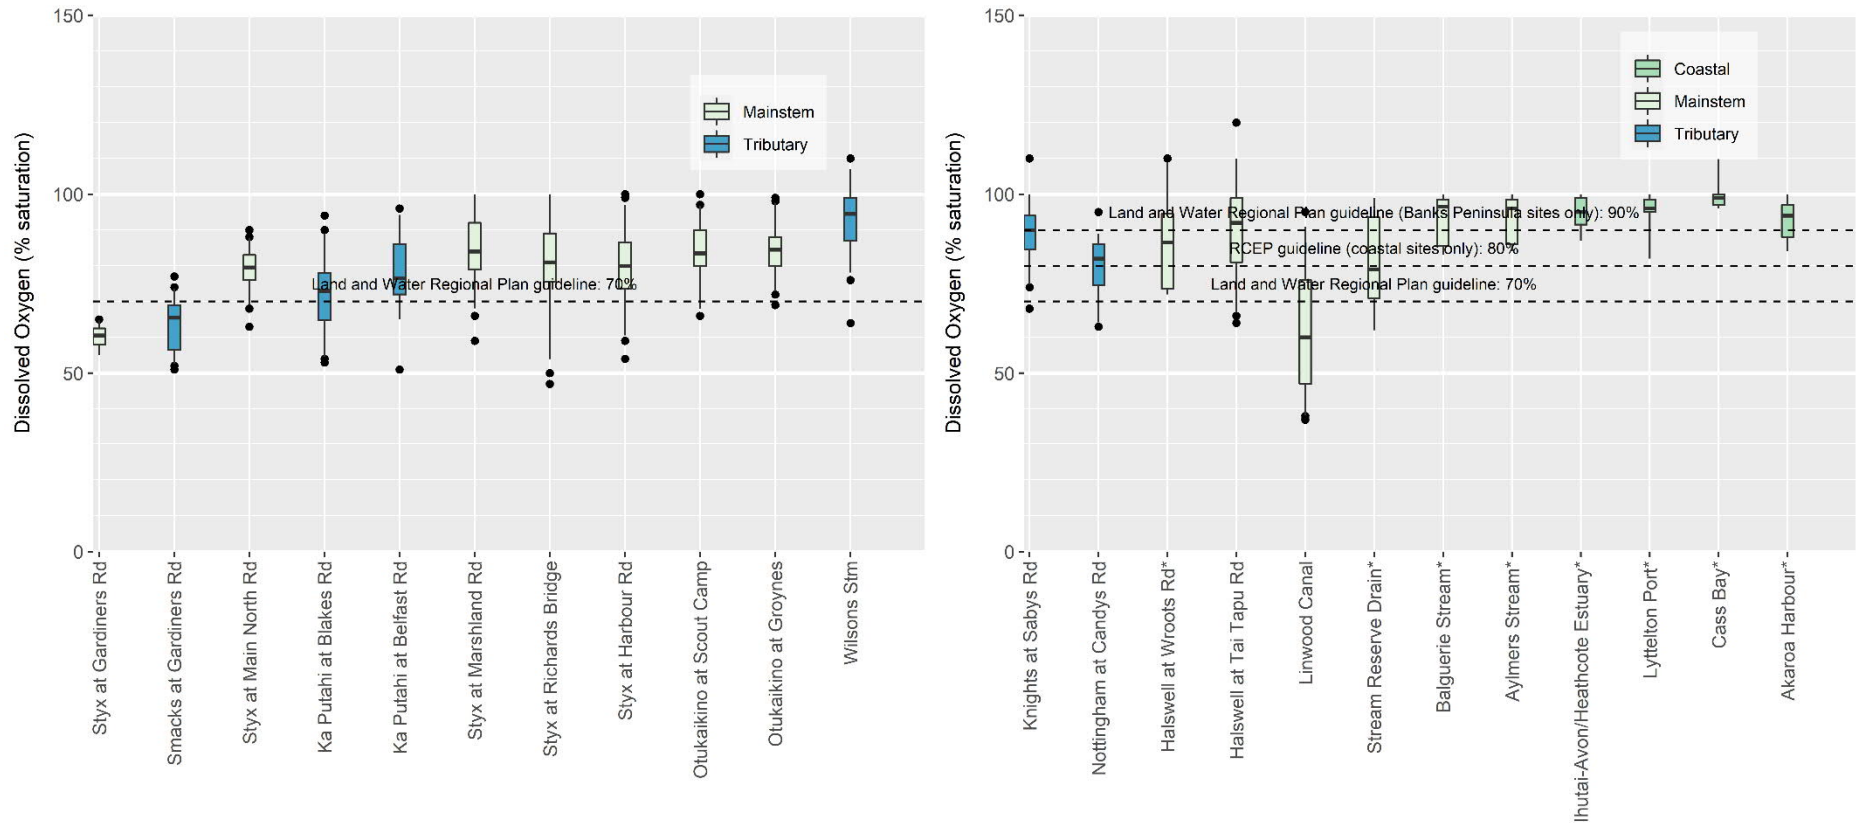 Dissolved Oxygen (% saturation)
150
100
50
0
Mainstem
Tributary
Land and Water Regional Plan guideline: 70%
Styx at Gardiners Rd
Smacks at Gardiners Rd
Styx at Main North Rd
Ka Putahi at Blakes Rd
Ka Putahi at Belfast Rd
Styx at Marshland Rd
Styx at Richards Bridge
Styx at Harbour Rd
Otukaikino at Scout Camp
Otukaikino at Groynes
Wilsons Stm
Dissolved Oxygen (% saturation)
150
100
50
0
Coastal
Mainstem
Tributary
Land and Water Regional Plan guideline (Banks Peninsula sites only): 90%
RCEP guideline (coastal sites only): 80%
Land and Water Regional Plan guideline: 70%
Knights at Sabys Rd
Nottingham at Candys Rd
Halswell at Wroots Rd*
Halswell at Tai Tapu Rd
Linwood Canal
Stream Reserve Drain*
Balguerie Stream*
Aylmers Stream*
Ihutai-Avon/Heathcote Estuary*
Lyttelton Port*
Cass Bay*
Akaroa Harbour*